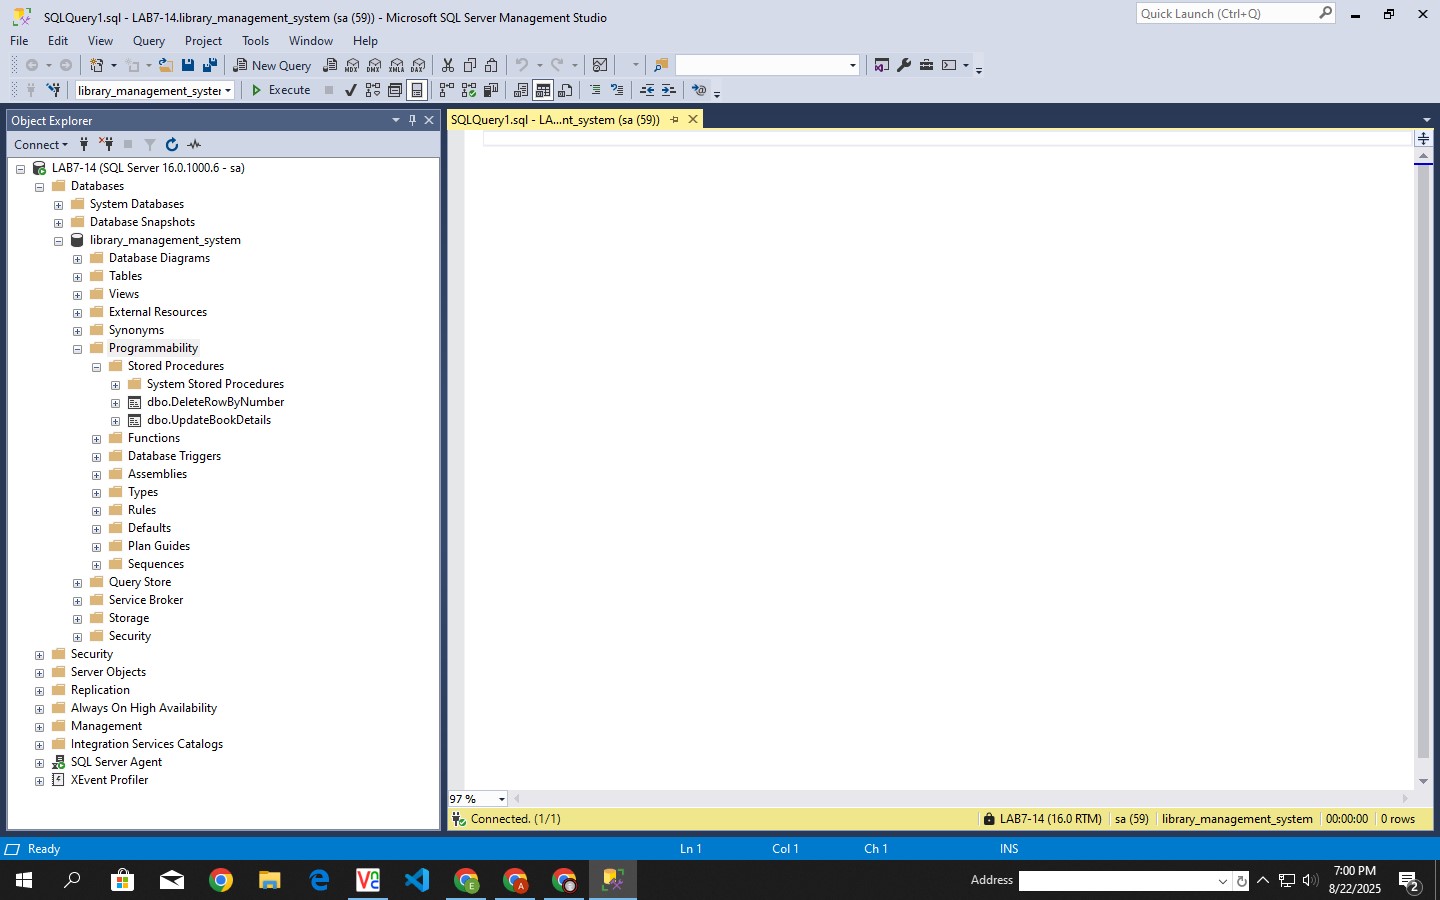 SQLQuery1.sql - LAB7-14.library_management_system (sa (59)) - Microsoft SQL Server Management Studio
Quick Launch (Ctrl+Q)
File Edit View Query Project Tools Window Help
New Query MDX DMX XMLA DAX
library_management_syster Execute
Object Explorer
SQLQuery1.sql - LA...nt_system (sa (59))
Connect
LAB7-14 (SQL Server 16.0.1000.6 - sa)
Databases
System Databases
Database Snapshots
library_management_system
Database Diagrams
Tables
Views
External Resources
Synonyms
Programmability
Stored Procedures
System Stored Procedures
dbo.DeleteRowByNumber
dbo.UpdateBookDetails
Functions
Database Triggers
Assemblies
Types
Rules
Defaults
Plan Guides
Sequences
Query Store
Service Broker
Storage
Security
Security
Server Objects
Replication
Always On High Availability
Management
Integration Services Catalogs
SQL Server Agent
XEvent Profiler
97 %
Connected. (1/1) LAB7-14 (16.0 RTM) sa (59) library_management_system 00:00:00 0 rows
Ready Ln 1 Col 1 Ch 1 INS
Address
7:00 PM
8/22/2025
2